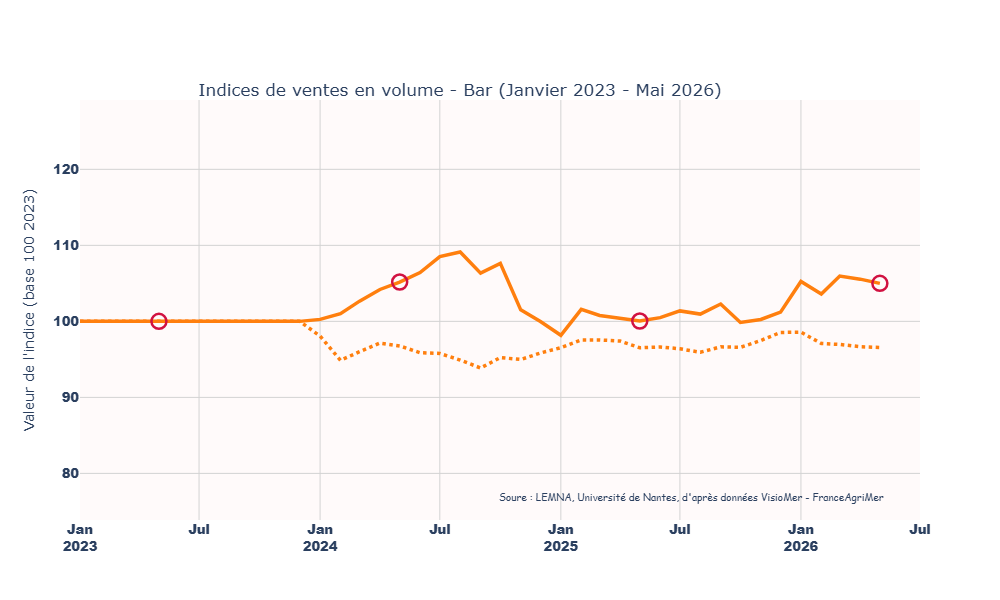 Indices de ventes en volume - Bar (Janvier 2023 - Mai 2026)
Valeur de l'indice (base 100 2023)
120
110
100
90
80
Soure : LEMNA, Université de Nantes, d'après données VisioMer - FranceAgriMer
Jan Jul Jan Jul Jan Jul Jan Jul
2023 2024 2025 2026